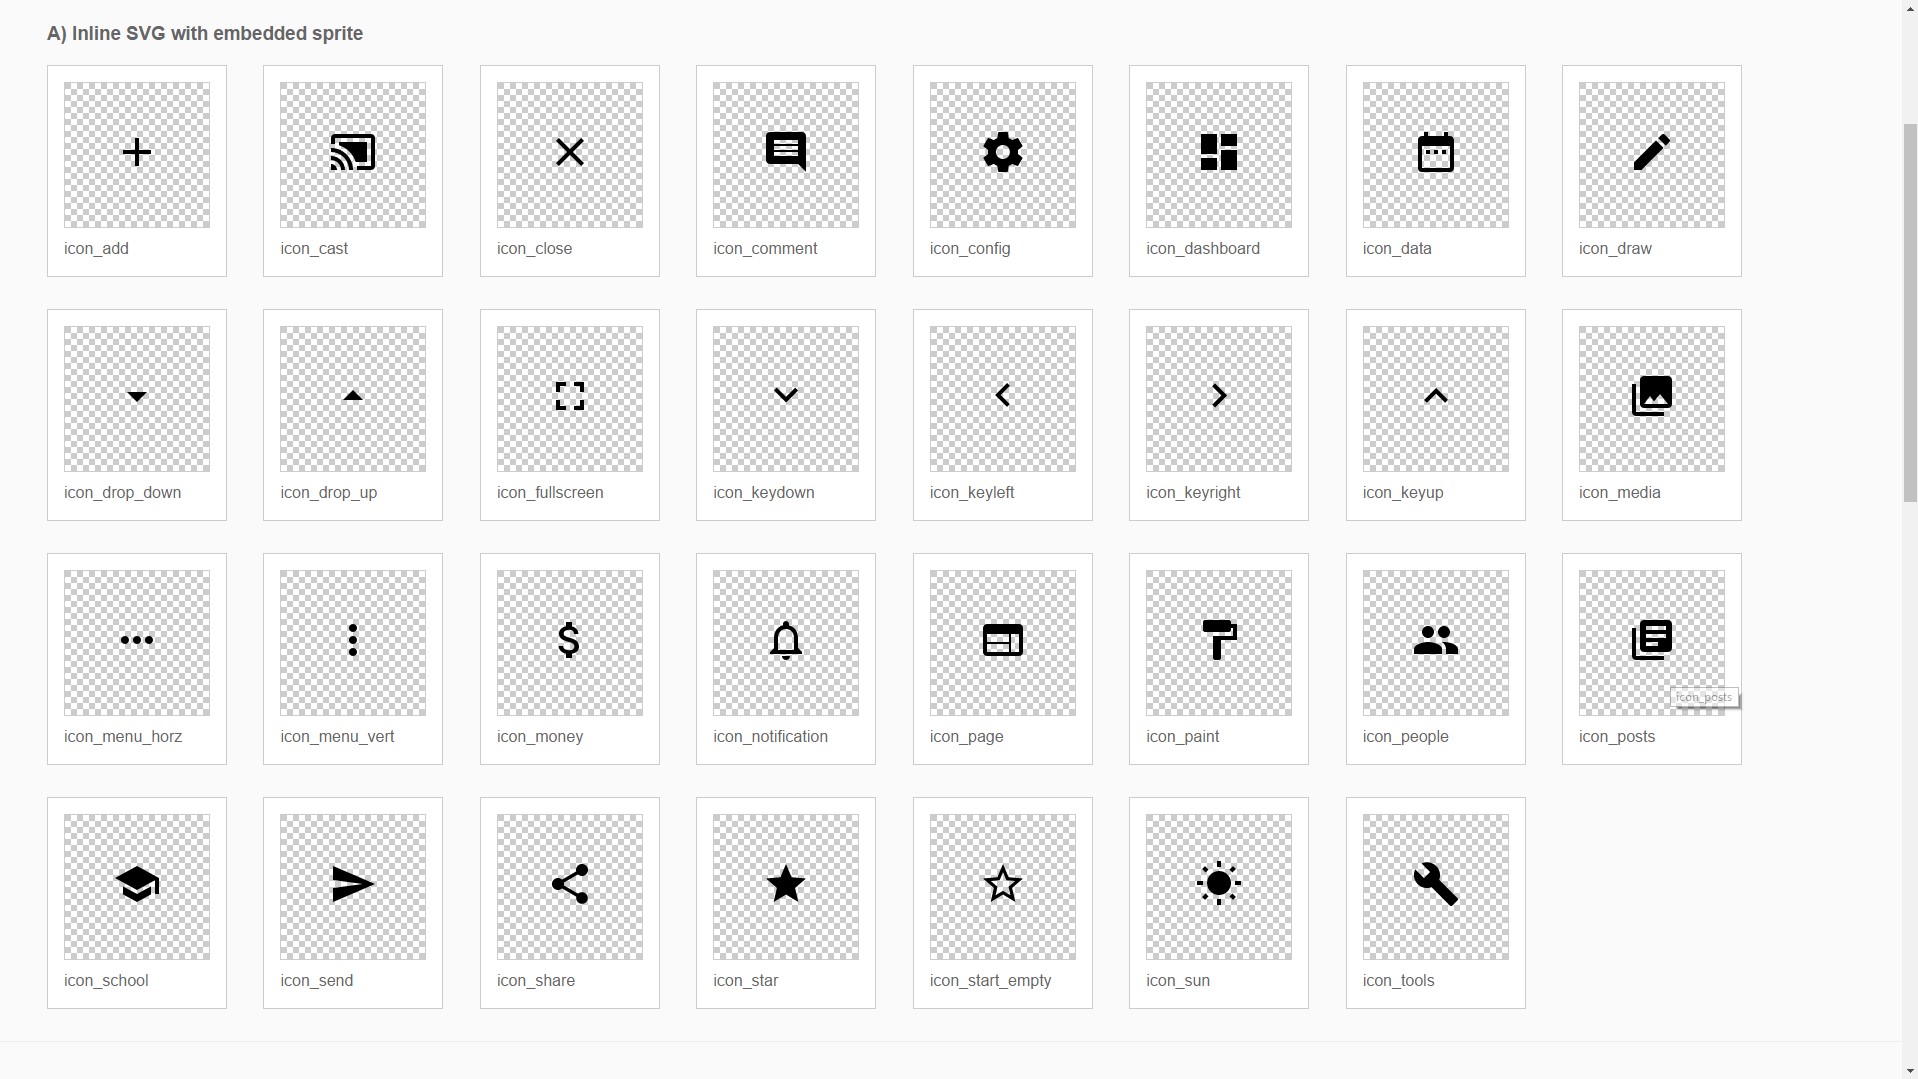 A) Inline SVG with embedded sprite
icon_add
icon_cast
icon_close
icon_comment
icon_config
icon_dashboard
icon_data
icon_draw
icon_drop_down
icon_drop_up
icon_fullscreen
icon_keydown
icon_keyleft
icon_keyright
icon_keyup
icon_media
icon_posts
icon_menu_horz
icon_menu_vert
icon_money
icon_notification
icon_page
icon_paint
icon_people
icon_posts
icon_school
icon_send
icon_share
icon_star
icon_start_empty
icon_sun
icon_tools